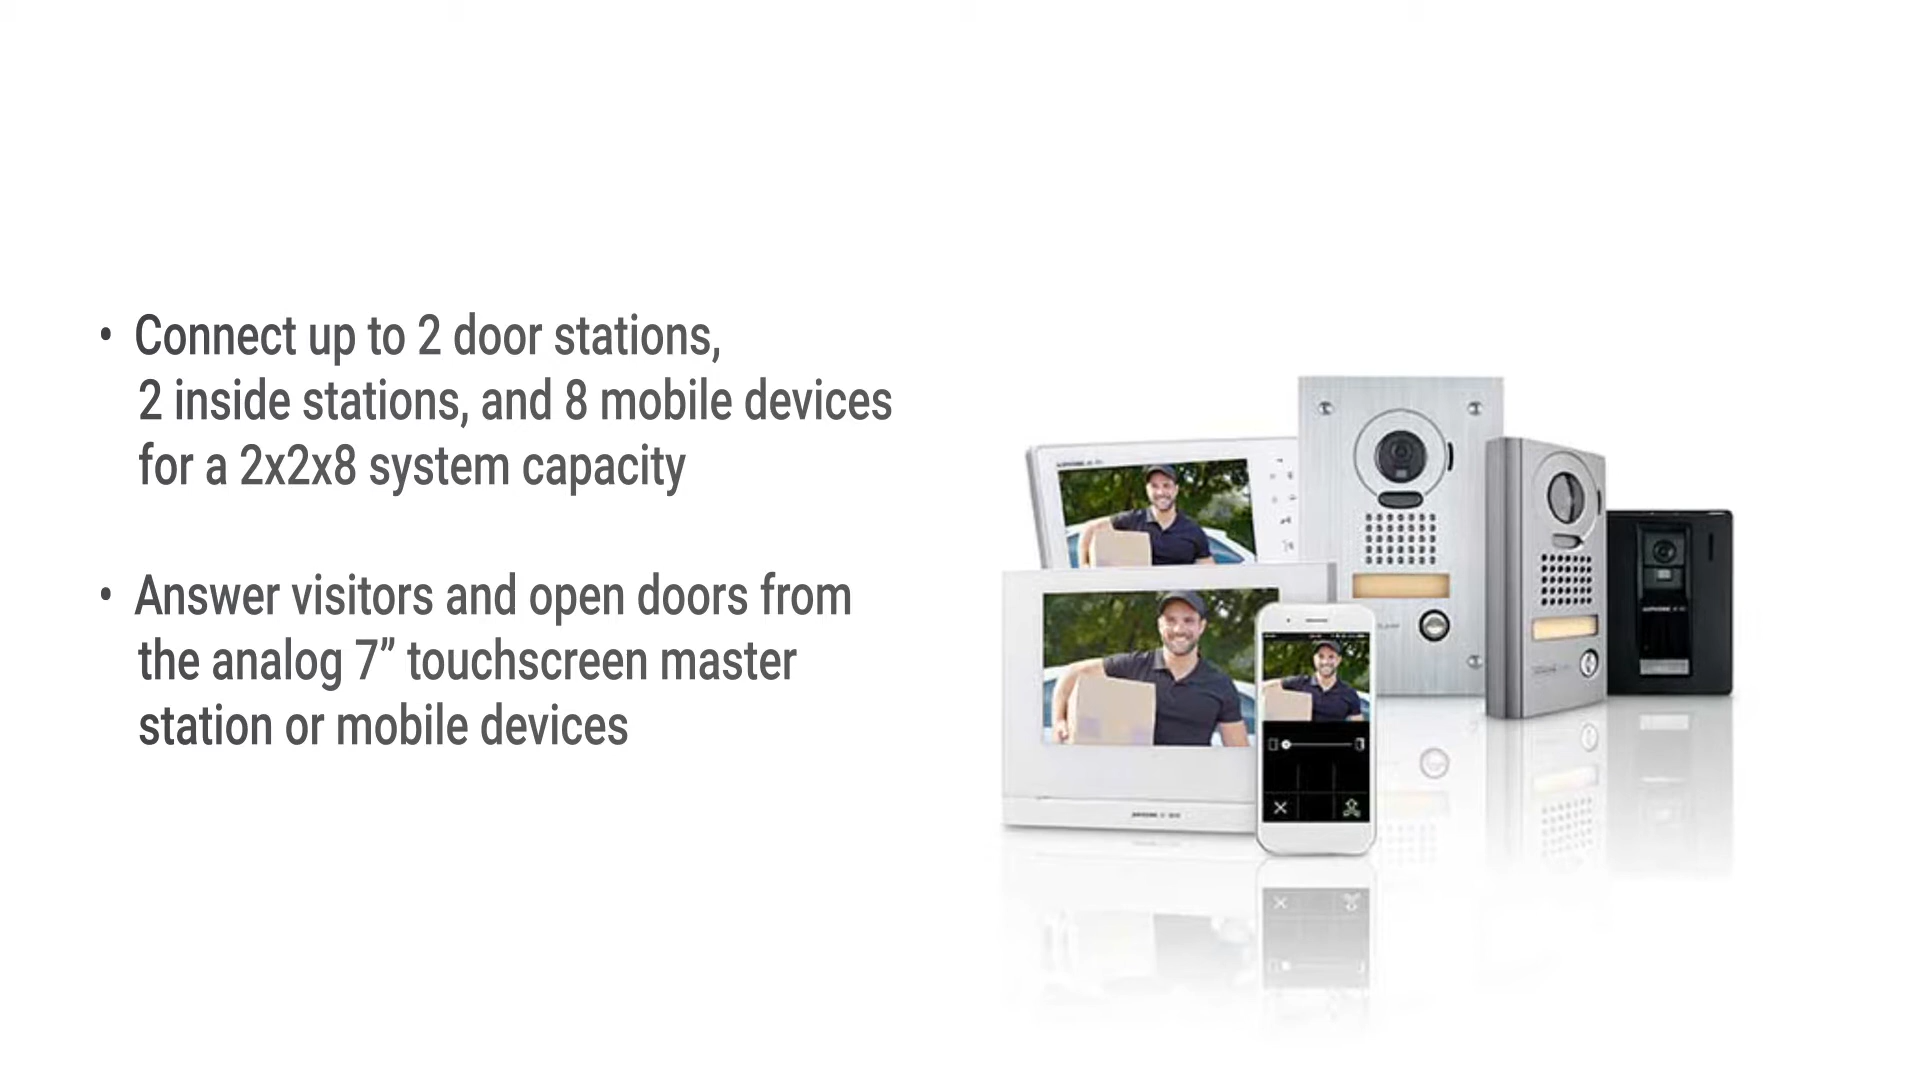 • Connect up to 2 door stations,
2 inside stations, and 8 mobile devices
for a 2x2x8 system capacity
• Answer visitors and open doors from
the analog 7” touchscreen master
station or mobile devices